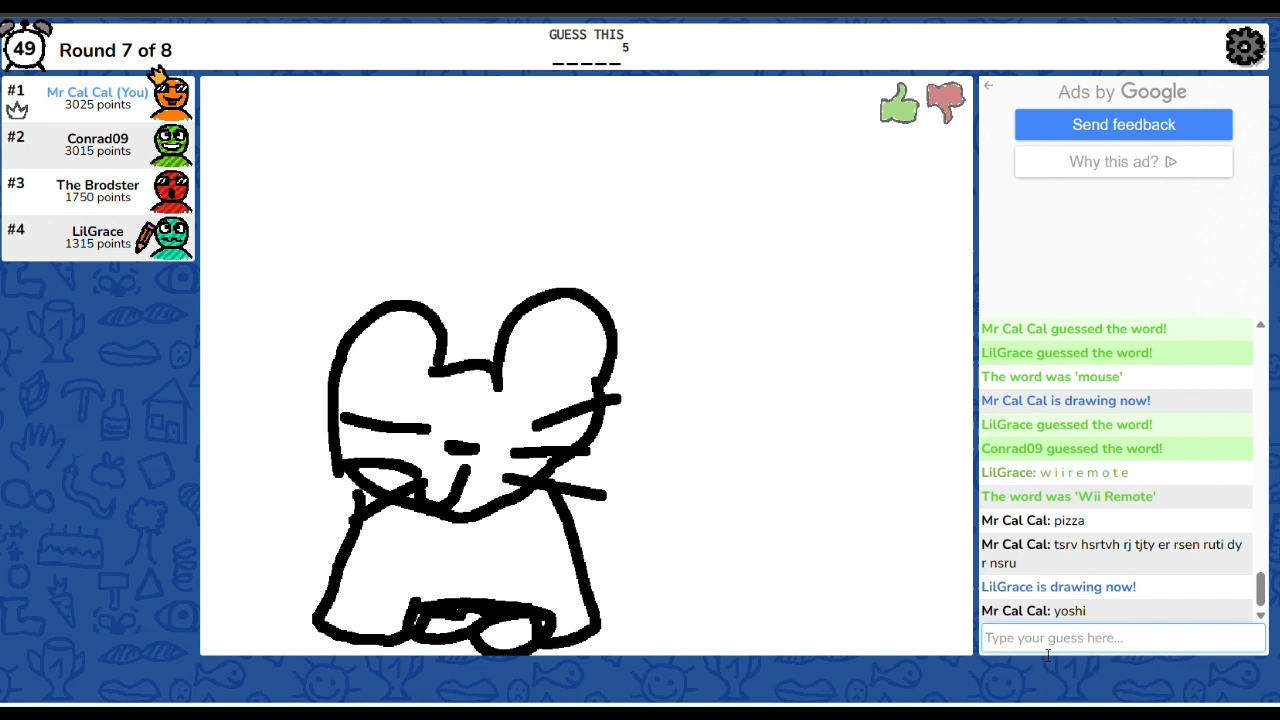 49
Round 7 of 8
GUESS THIS
5
_____
#1
Mr Cal Cal (You)
3025 points
#2
Conrad09
3015 points
#3
The Brodster
1750 points
#4
LilGrace
1315 points
Ads by Google
Send feedback
Why this ad?
Mr Cal Cal guessed the word!
LilGrace guessed the word!
The word was 'mouse'
Mr Cal Cal is drawing now!
LilGrace guessed the word!
Conrad09 guessed the word!
LilGrace: w i i r e m o t e
The word was 'Wii Remote'
Mr Cal Cal: pizza
Mr Cal Cal: tsrv hsrtvh rj tjty er rsen ruti dy
r nsru
LilGrace is drawing now!
Mr Cal Cal: yoshi
Type your guess here...